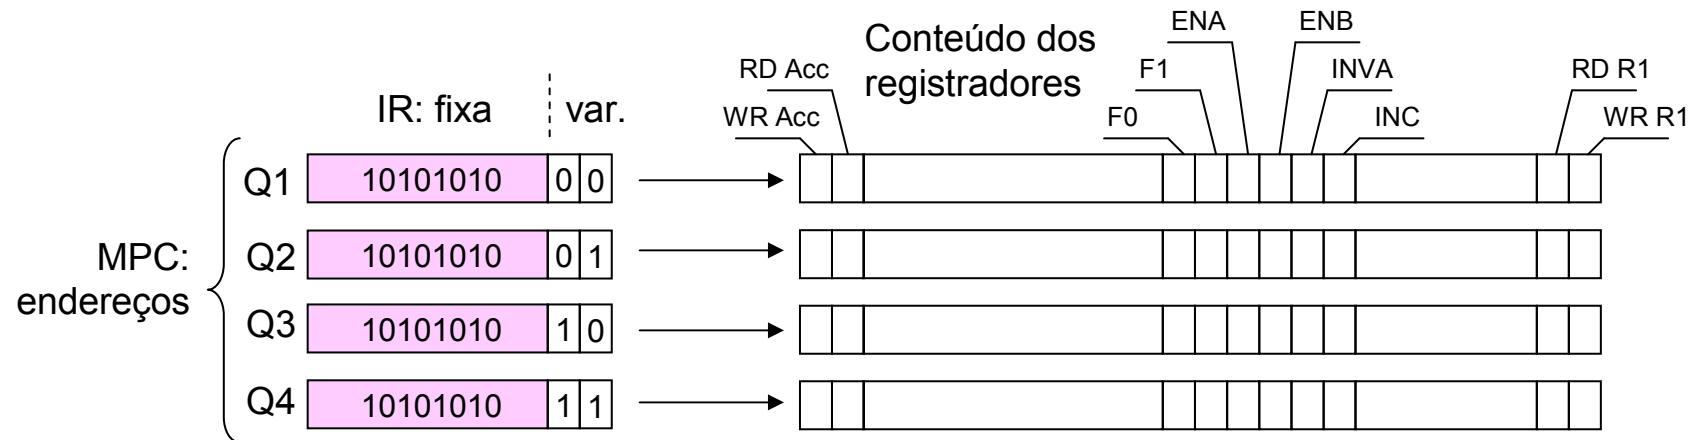 Conteúdo dos
registradores
ENA
ENB
RD Acc
F1
INVA
RD R1
IR: fixa
var.
WR Acc
F0
INC
WR R1
MPC:
endereços
Q1 10101010 0 0
Q2 10101010 0 1
Q3 10101010 1 0
Q4 10101010 1 1